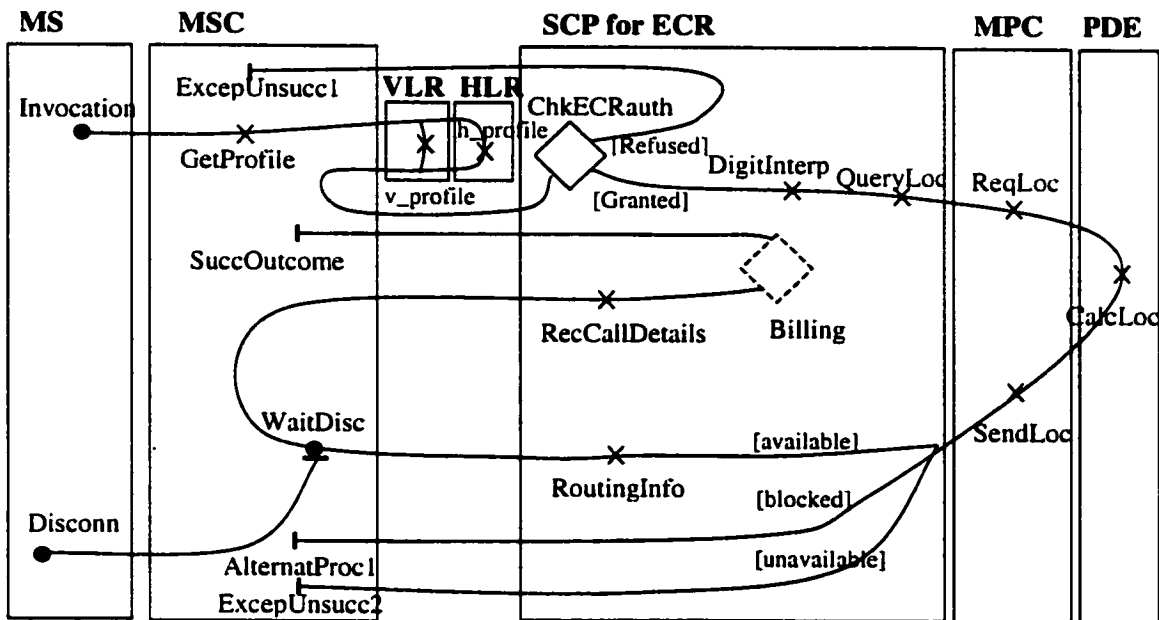 MS
MSC
SCP for ECR
MPC
PDE
ExcepUnsucc1
VLR
HLR
Invocation
ChkECRauth
h_profile
[Refused]
GetProfile
DigitInterp
QueryLoc
ReqLoc
v_profile
[Granted]
SuccOutcome
CalcLoc
RecCallDetails
Billing
WaitDisc
[available]
SendLoc
RoutingInfo
[blocked]
Disconn
AlternatProc1
[unavailable]
ExcepUnsucc2